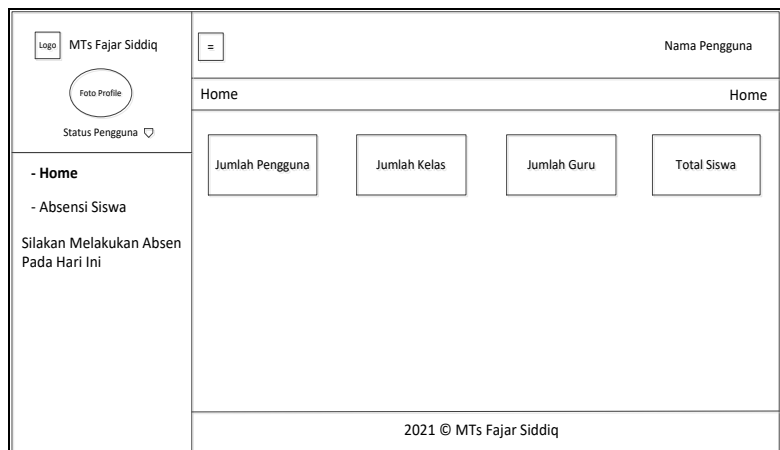 Logo MTs Fajar Siddiq
Foto Profile
Status Pengguna
- Home
- Absensi Siswa
Silakan Melakukan Absen
Pada Hari Ini
= Nama Pengguna
Home Home
Jumlah Pengguna Jumlah Kelas Jumlah Guru Total Siswa
2021 © MTs Fajar Siddiq